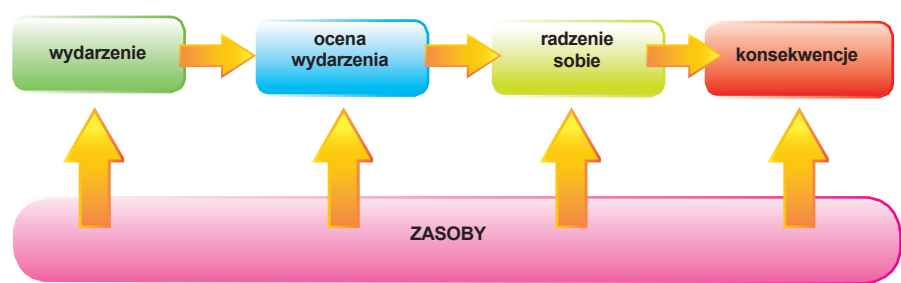 wydarzenie
ocena
wydarzenia
radzenie
sobie
konsekwencje
ZASOBY